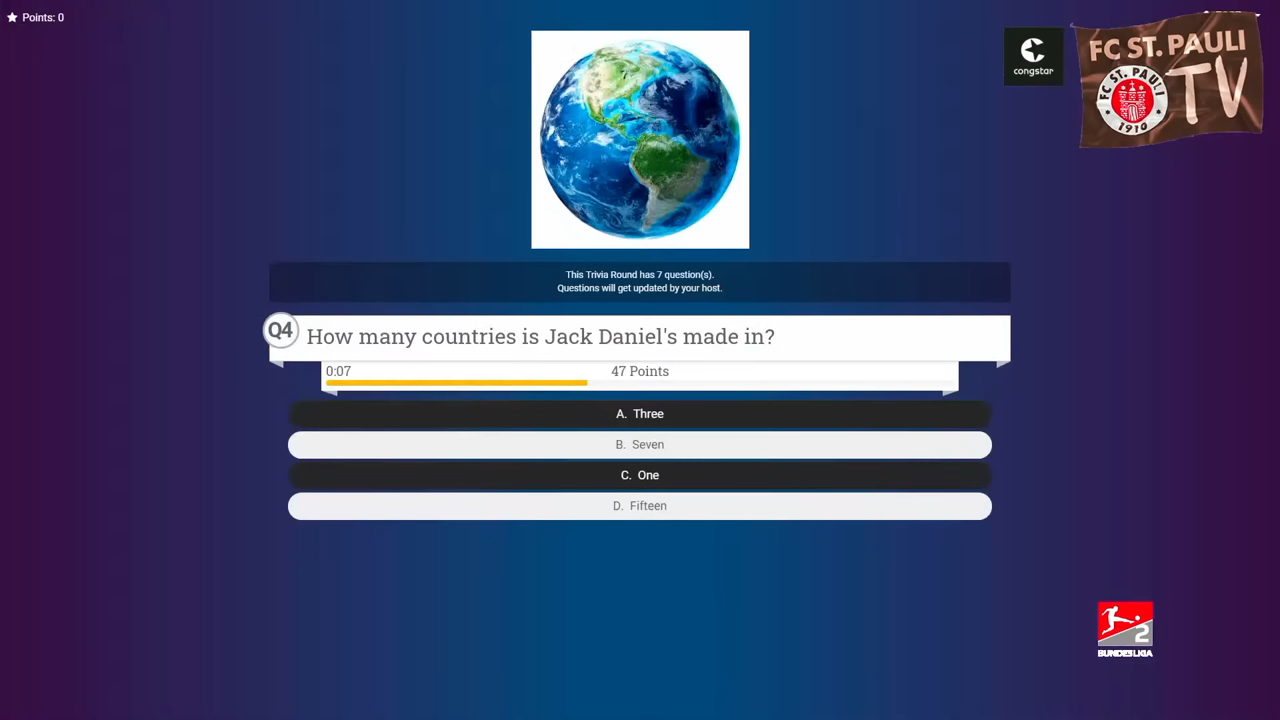 Points: 0
congstar
FC ST. PAULI
TV
FC ST. PAULI
1910
This Trivia Round has 7 question(s).
Questions will get updated by your host.
Q4
How many countries is Jack Daniel's made in?
0:07
47 Points
A. Three
B. Seven
C. One
D. Fifteen
2
BUNDESLIGA